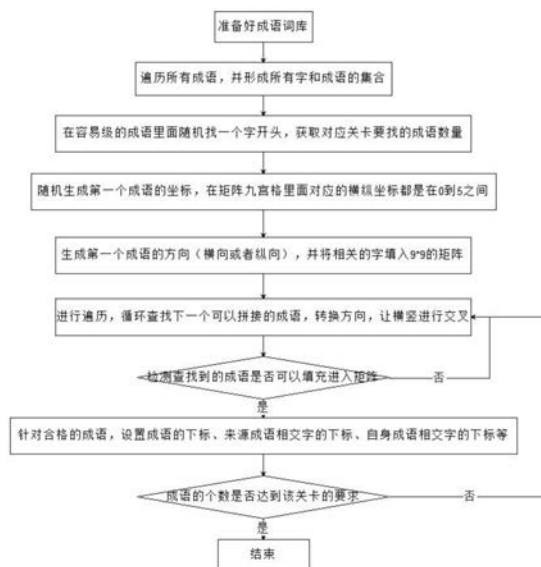 准备好成语词库
遍历所有成语，并形成所有字和成语的集合
在容易级的成语里面随机找一个字开头，获取对应关卡要找的成语数量
随机生成第一个成语的坐标，在矩阵九宫格里面对应的横纵坐标都是在0到5之间
生成第一个成语的方向（横向或者纵向），并将相关的字填入9*9的矩阵
进行遍历，循环查找下一个可以拼接的成语，转换方向，让横竖进行交叉
检测查找到的成语是否可以填充进入矩阵
否
是
针对合格的成语，设置成语的下标、来源成语相交字的下标、自身成语相交字的下标等
成语的个数是否达到该关卡的要求
否
是
结束